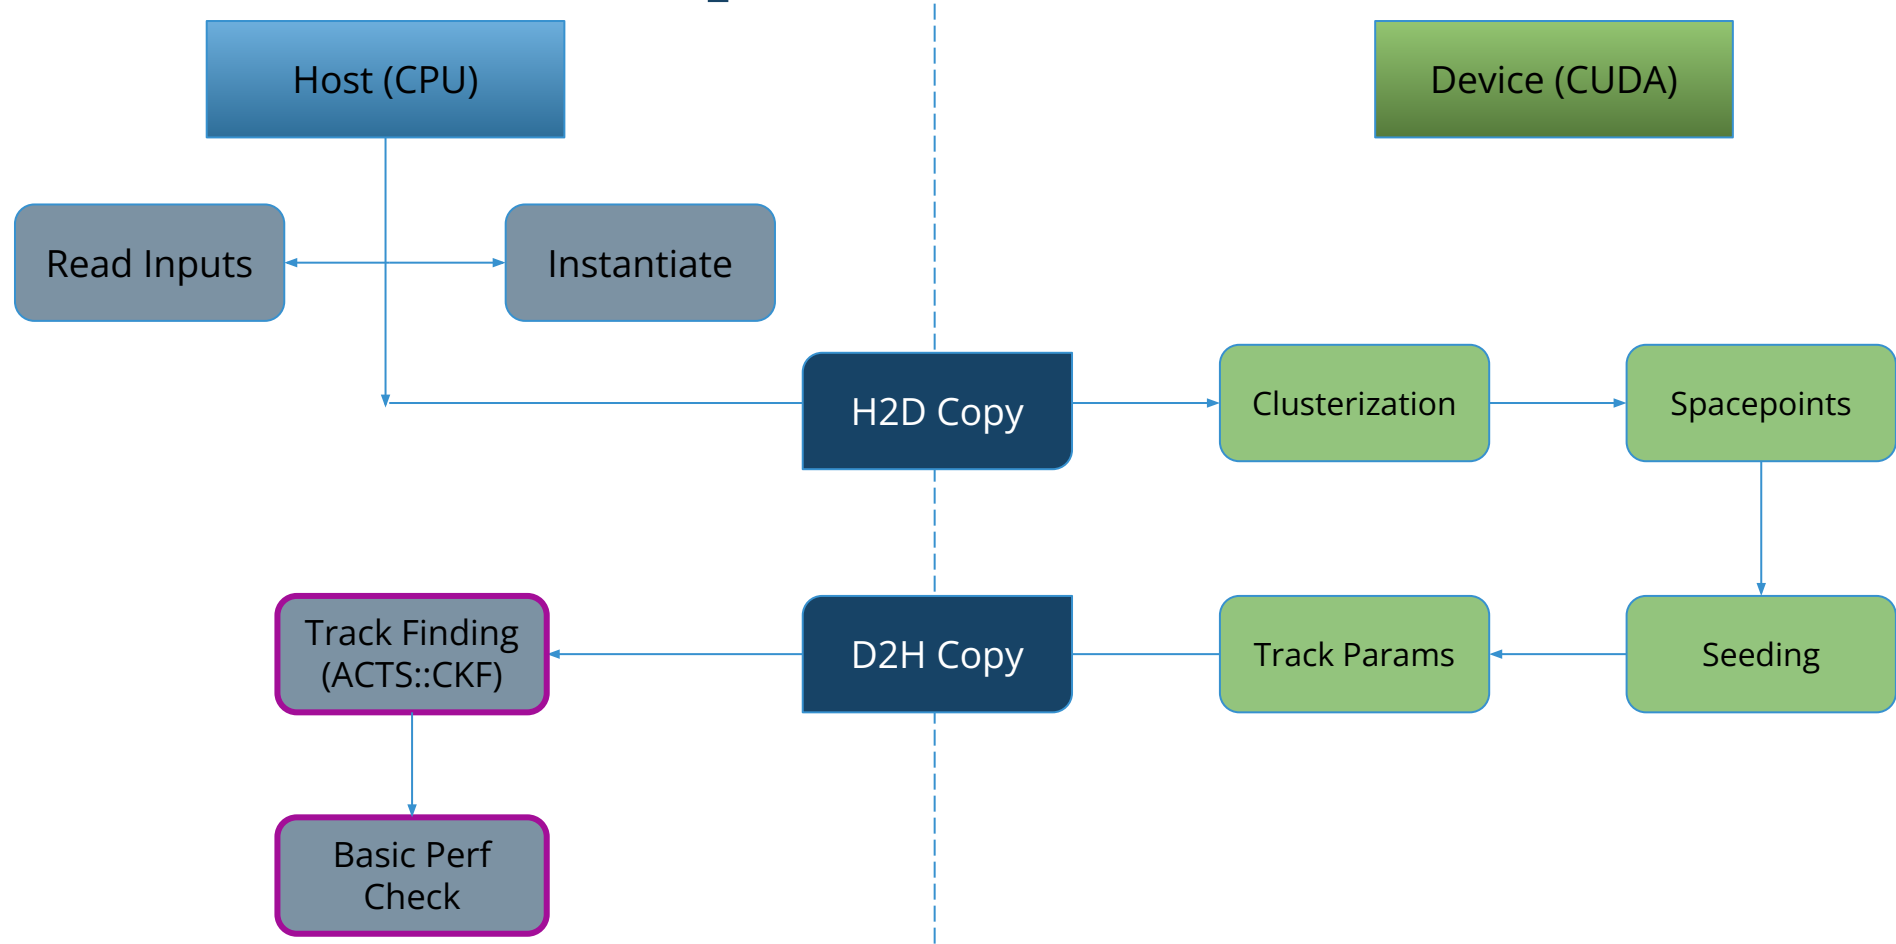 Host (CPU)
Device (CUDA)
Read Inputs
Instantiate
H2D Copy
Clusterization
Spacepoints
Track Finding
(ACTS::CKF)
D2H Copy
Track Params
Seeding
Basic Perf
Check